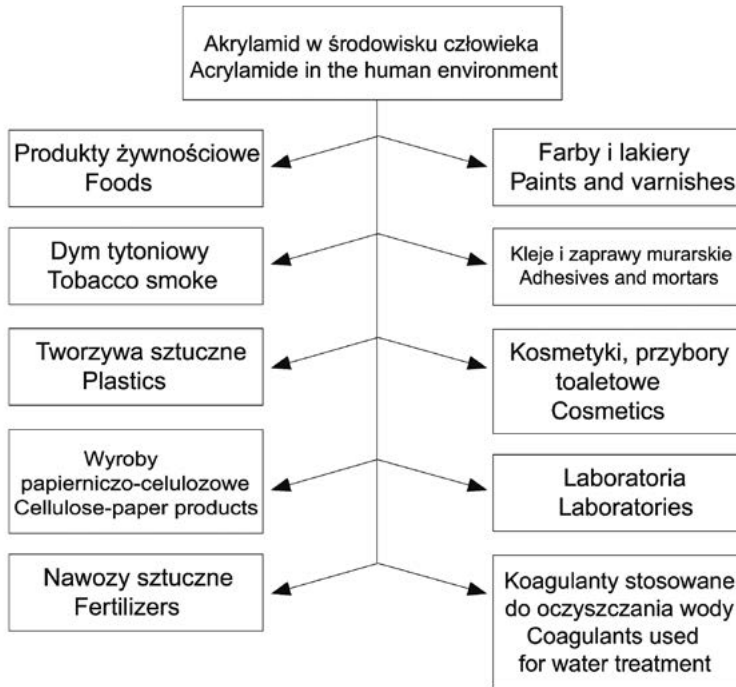 Akrylamid w środowisku człowieka
Acrylamide in the human environment
Produkty żywnościowe
Foods
Farby i lakiery
Paints and varnishes
Dym tytoniowy
Tobacco smoke
Kleje i zaprawy murarskie
Adhesives and mortars
Tworzywa sztuczne
Plastics
Kosmetyki, przybory
toaletowe
Cosmetics
Wyroby
papierniczo-celulozowe
Cellulose-paper products
Laboratoria
Laboratories
Nawozy sztuczne
Fertilizers
Koagulanty stosowane
do oczyszczania wody
Coagulants used
for water treatment